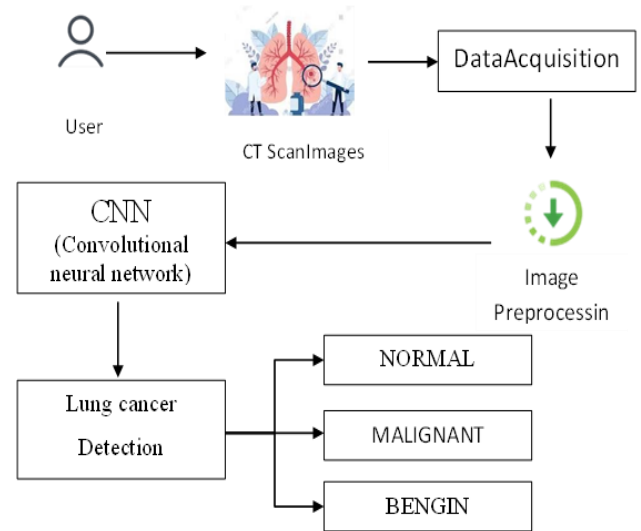 User
CT ScanImages
DataAcquisition
Image
Preprocessin
CNN
(Convolutional
neural network)
Lung cancer
Detection
NORMAL
MALIGNANT
BENGIN